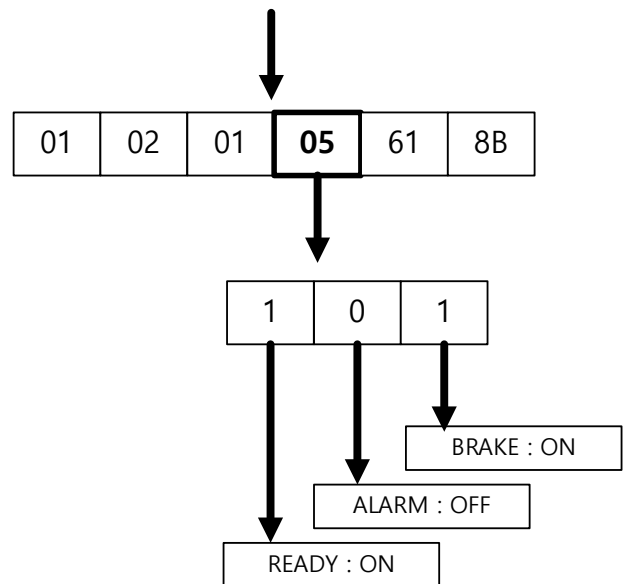 01 02 01 05 61 8B
1 0 1
BRAKE : ON
ALARM : OFF
READY : ON